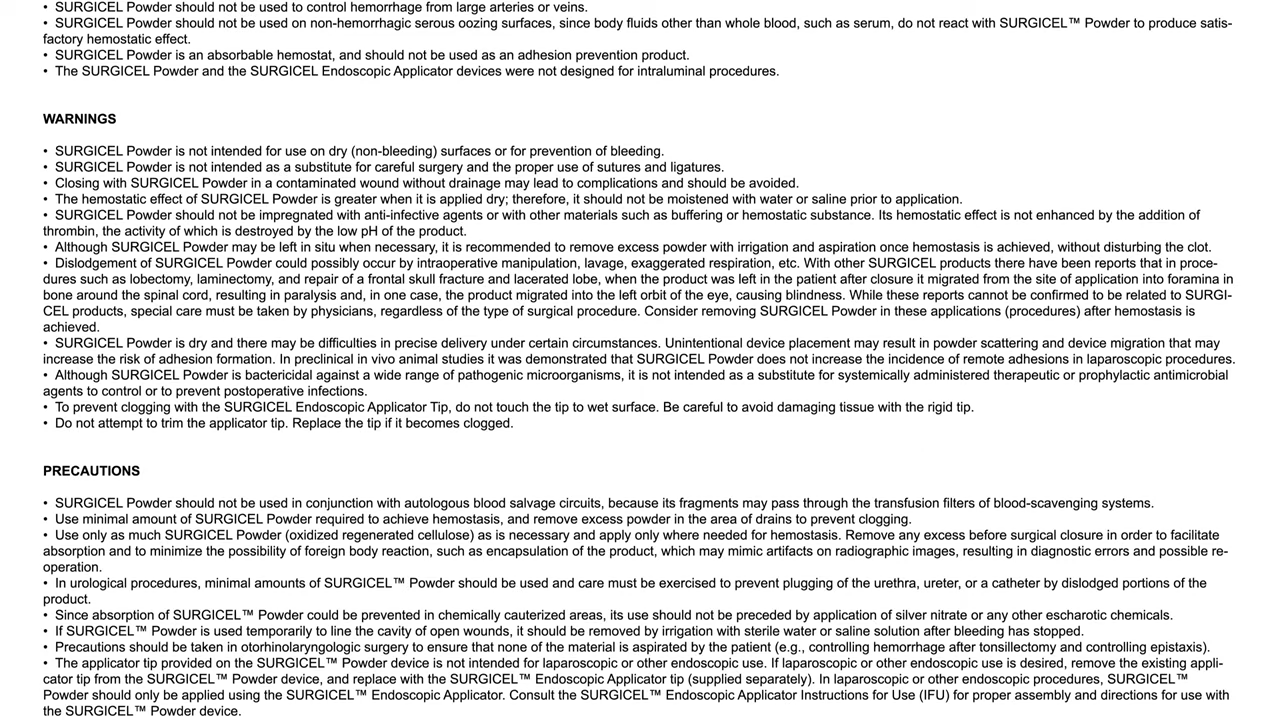 • SURGICEL Powder should not be used to control hemorrhage from large arteries or veins.
• SURGICEL Powder should not be used on non-hemorrhagic serous oozing surfaces, since body fluids other than whole blood, such as serum, do not react with SURGICEL™ Powder to produce satis-
factory hemostatic effect.
• SURGICEL Powder is an absorbable hemostat, and should not be used as an adhesion prevention product.
• The SURGICEL Powder and the SURGICEL Endoscopic Applicator devices were not designed for intraluminal procedures.
WARNINGS
• SURGICEL Powder is not intended for use on dry (non-bleeding) surfaces or for prevention of bleeding.
• SURGICEL Powder is not intended as a substitute for careful surgery and the proper use of sutures and ligatures.
• Closing with SURGICEL Powder in a contaminated wound without drainage may lead to complications and should be avoided.
• The hemostatic effect of SURGICEL Powder is greater when it is applied dry; therefore, it should not be moistened with water or saline prior to application.
• SURGICEL Powder should not be impregnated with anti-infective agents or with other materials such as buffering or hemostatic substance. Its hemostatic effect is not enhanced by the addition of
thrombin, the activity of which is destroyed by the low pH of the product.
• Although SURGICEL Powder may be left in situ when necessary, it is recommended to remove excess powder with irrigation and aspiration once hemostasis is achieved, without disturbing the clot.
• Dislodgement of SURGICEL Powder could possibly occur by intraoperative manipulation, lavage, exaggerated respiration, etc. With other SURGICEL products there have been reports that in proce-
dures such as lobectomy, laminectomy, and repair of a frontal skull fracture and lacerated lobe, when the product was left in the patient after closure it migrated from the site of application into foramina in
bone around the spinal cord, resulting in paralysis and, in one case, the product migrated into the left orbit of the eye, causing blindness. While these reports cannot be confirmed to be related to SURGI-
CEL products, special care must be taken by physicians, regardless of the type of surgical procedure. Consider removing SURGICEL Powder in these applications (procedures) after hemostasis is
achieved.
• SURGICEL Powder is dry and there may be difficulties in precise delivery under certain circumstances. Unintentional device placement may result in powder scattering and device migration that may
increase the risk of adhesion formation. In preclinical in vivo animal studies it was demonstrated that SURGICEL Powder does not increase the incidence of remote adhesions in laparoscopic procedures.
• Although SURGICEL Powder is bactericidal against a wide range of pathogenic microorganisms, it is not intended as a substitute for systemically administered therapeutic or prophylactic antimicrobial
agents to control or to prevent postoperative infections.
• To prevent clogging with the SURGICEL Endoscopic Applicator Tip, do not touch the tip to wet surface. Be careful to avoid damaging tissue with the rigid tip.
• Do not attempt to trim the applicator tip. Replace the tip if it becomes clogged.
PRECAUTIONS
• SURGICEL Powder should not be used in conjunction with autologous blood salvage circuits, because its fragments may pass through the transfusion filters of blood-scavenging systems.
• Use minimal amount of SURGICEL Powder required to achieve hemostasis, and remove excess powder in the area of drains to prevent clogging.
• Use only as much SURGICEL Powder (oxidized regenerated cellulose) as is necessary and apply only where needed for hemostasis. Remove any excess before surgical closure in order to facilitate
absorption and to minimize the possibility of foreign body reaction, such as encapsulation of the product, which may mimic artifacts on radiographic images, resulting in diagnostic errors and possible re-
operation.
• In urological procedures, minimal amounts of SURGICEL™ Powder should be used and care must be exercised to prevent plugging of the urethra, ureter, or a catheter by dislodged portions of the
product.
• Since absorption of SURGICEL™ Powder could be prevented in chemically cauterized areas, its use should not be preceded by application of silver nitrate or any other escharotic chemicals.
• If SURGICEL™ Powder is used temporarily to line the cavity of open wounds, it should be removed by irrigation with sterile water or saline solution after bleeding has stopped.
• Precautions should be taken in otorhinolaryngologic surgery to ensure that none of the material is aspirated by the patient (e.g., controlling hemorrhage after tonsillectomy and controlling epistaxis).
• The applicator tip provided on the SURGICEL™ Powder device is not intended for laparoscopic or other endoscopic use. If laparoscopic or other endoscopic use is desired, remove the existing appli-
cator tip from the SURGICEL™ Powder device, and replace with the SURGICEL™ Endoscopic Applicator tip (supplied separately). In laparoscopic or other endoscopic procedures, SURGICEL™
Powder should only be applied using the SURGICEL™ Endoscopic Applicator. Consult the SURGICEL™ Endoscopic Applicator Instructions for Use (IFU) for proper assembly and directions for use with
the SURGICEL™ Powder device.